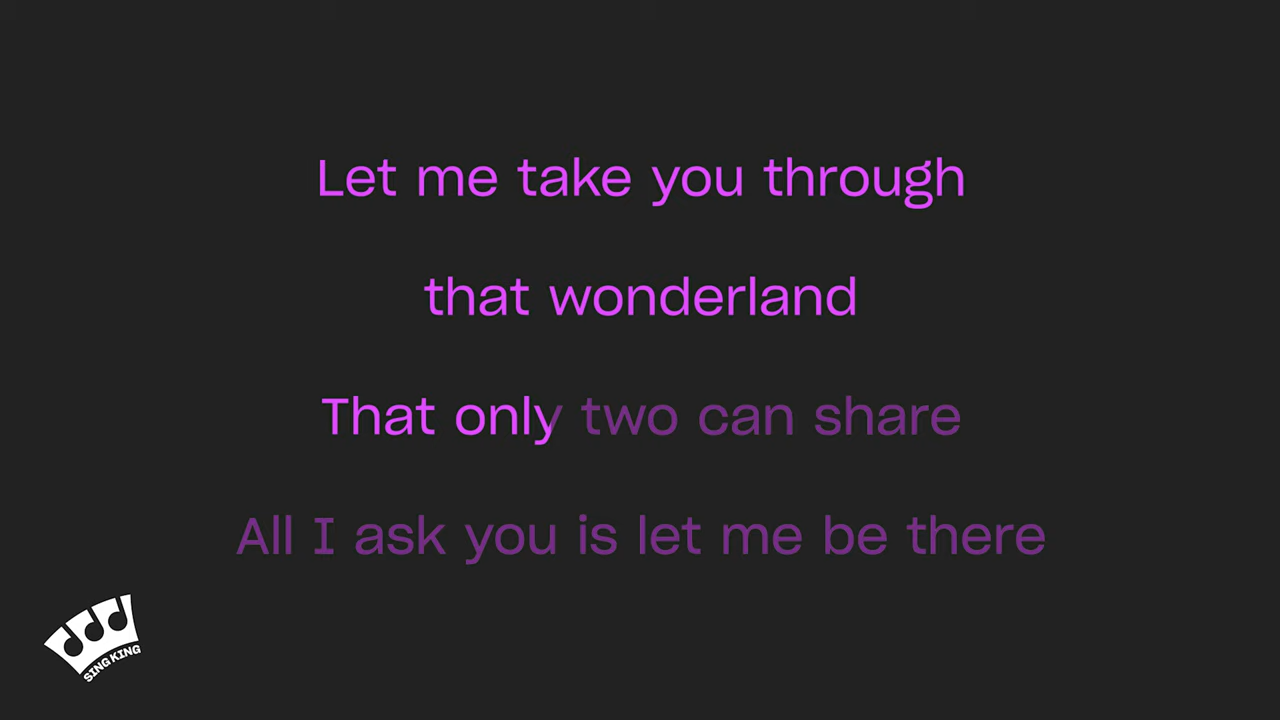 Let me take you through
that wonderland
That only two can share
All I ask you is let me be there
SING KING